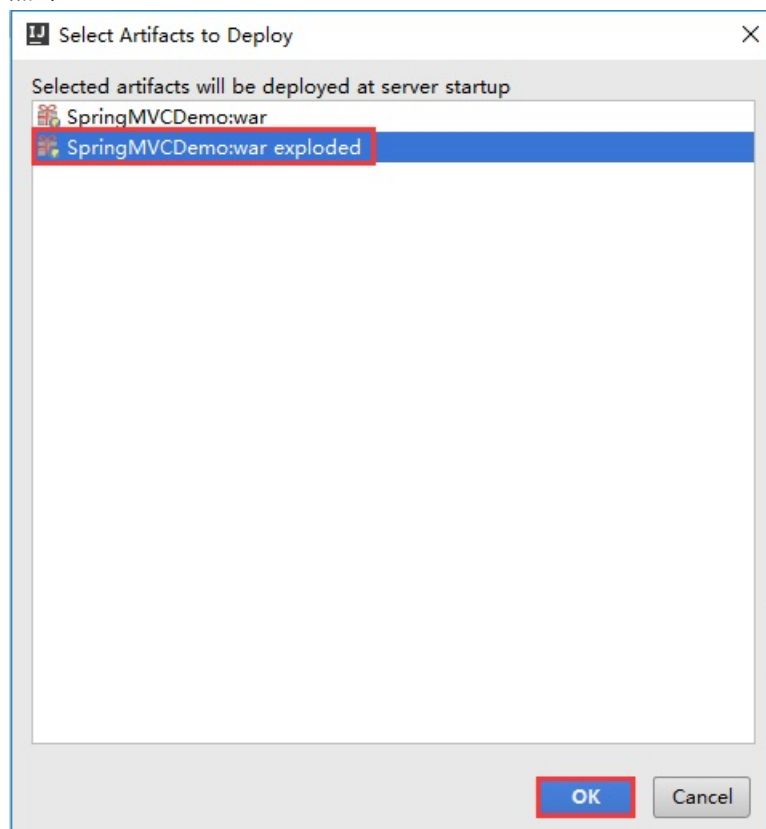 Select Artifacts to Deploy
Selected artifacts will be deployed at server startup
SpringMVCDemo:war
SpringMVCDemo:war exploded
OK
Cancel